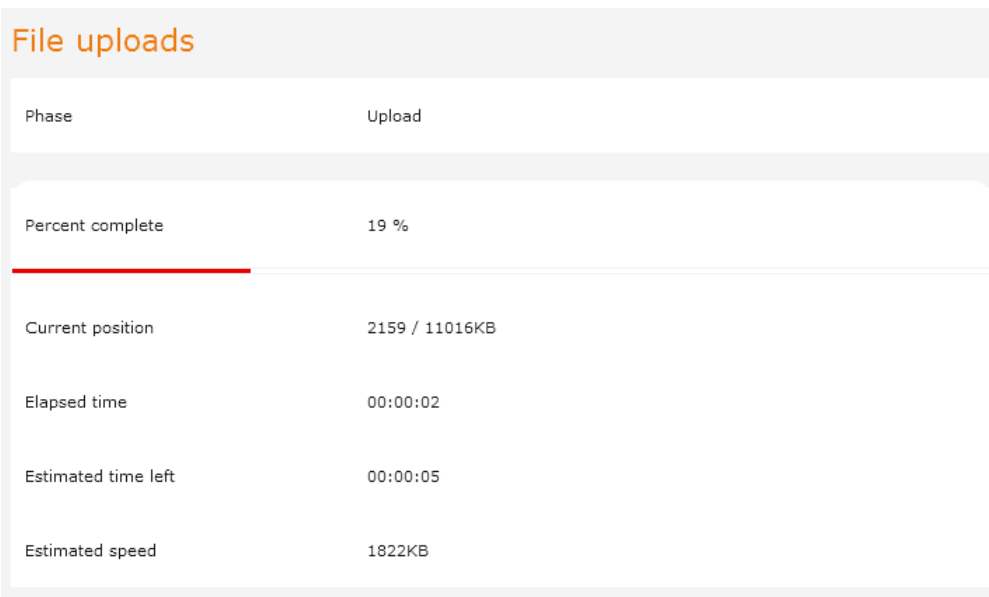 File uploads
Phase Upload
Percent complete 19 %
Current position 2159 / 11016KB
Elapsed time 00:00:02
Estimated time left 00:00:05
Estimated speed 1822KB